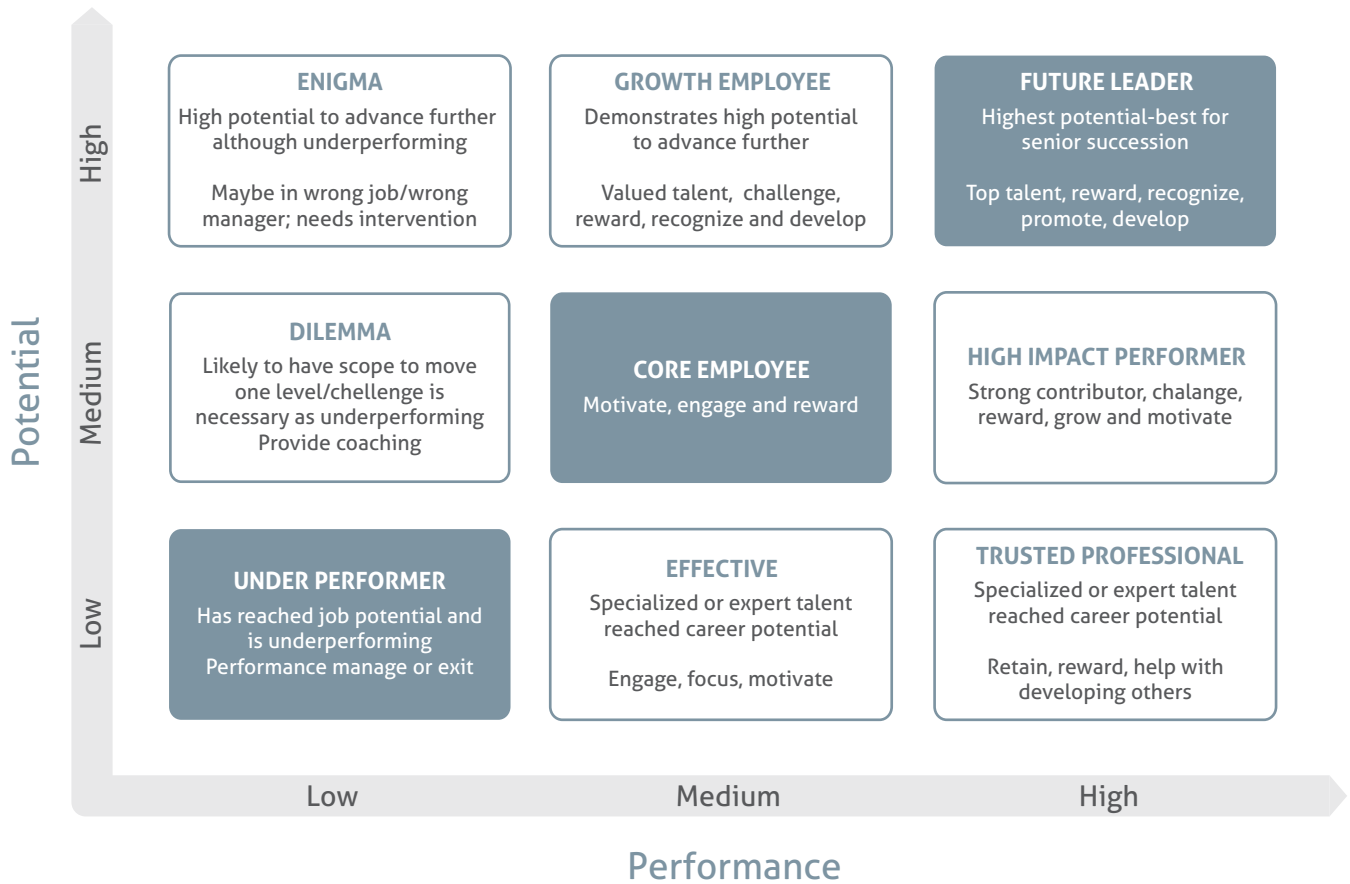 Potential
High
Medium
Low
ENIGMA
High potential to advance further
although underperforming
Maybe in wrong job/wrong
manager; needs intervention
GROWTH EMPLOYEE
Demonstrates high potential
to advance further
Valued talent, challenge,
reward, recognize and develop
FUTURE LEADER
Highest potential-best for
senior succession
Top talent, reward, recognize,
promote, develop
DILEMMA
Likely to have scope to move
one level/chellenge is
necessary as underperforming
Provide coaching
CORE EMPLOYEE
Motivate, engage and reward
HIGH IMPACT PERFORMER
Strong contributor, chalange,
reward, grow and motivate
UNDER PERFORMER
Has reached job potential and
is underperforming
Performance manage or exit
EFFECTIVE
Specialized or expert talent
reached career potential
Engage, focus, motivate
TRUSTED PROFESSIONAL
Specialized or expert talent
reached career potential
Retain, reward, help with
developing others
Low
Medium
High
Performance